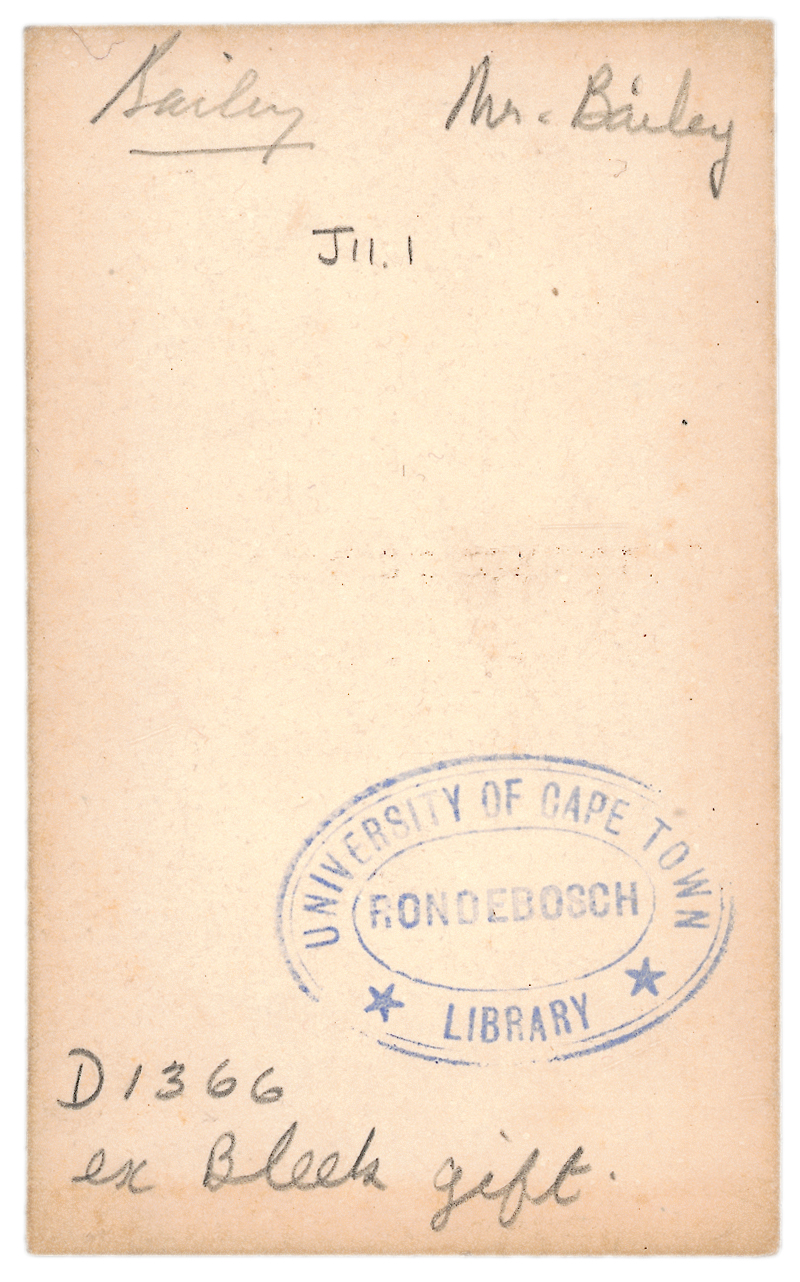 Bailey Mr. Bailey
J11.1
UNIVERSITY OF CAPE TOWN
RONDEBOSCH
LIBRARY
D1366
ex Bleek gift.